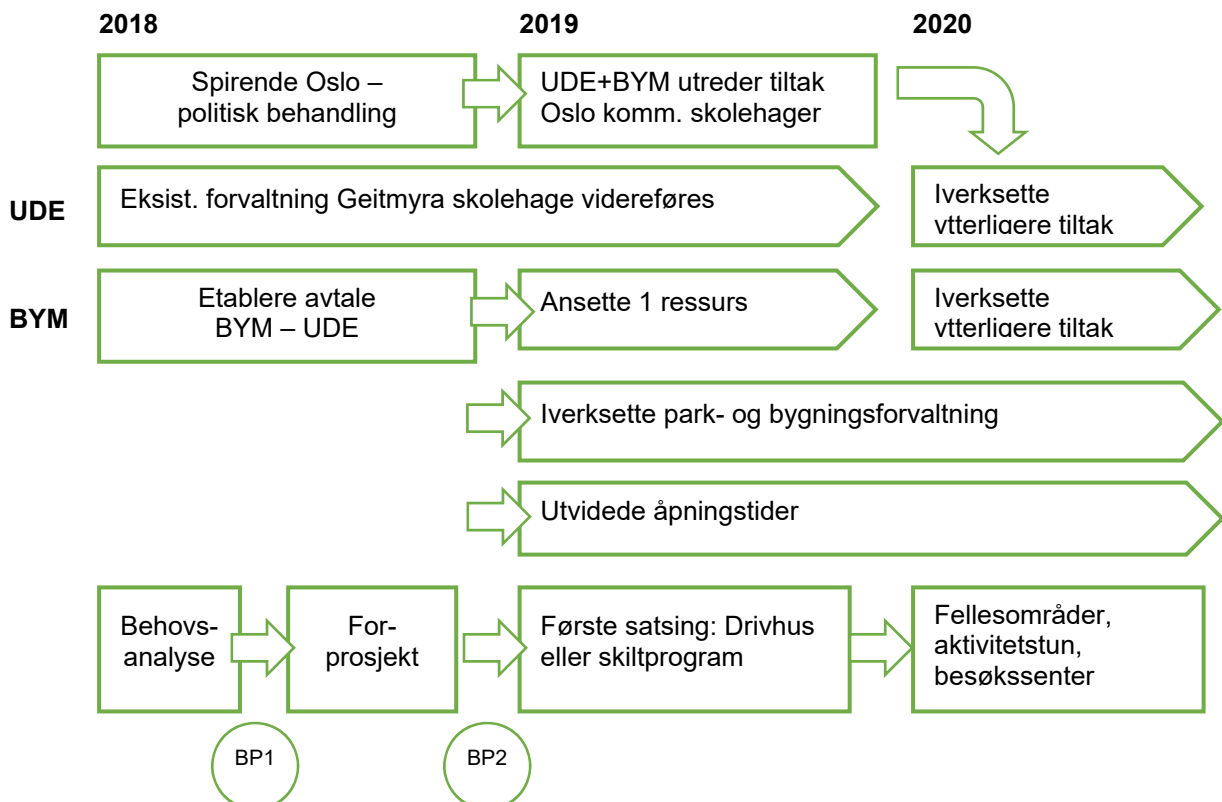 2018 2019 2020
Spirende Oslo –
politisk behandling
UDE+BYM utreder tiltak
Oslo komm. skolehager
UDE
Eksist. forvaltning Geitmyra skolehage videreføres
Iverksette
ytterligere tiltak
BYM
Etablere avtale
BYM – UDE
Ansette 1 ressurs
Iverksette
ytterligere tiltak
Iverksette park- og bygningsforvaltning
Utvidede åpningstider
Behovs-
analyse
For-
prosjekt
Første satsing: Drivhus
eller skiltprogram
Fellesområder,
aktivitetstun,
besøkssenter
BP1
BP2